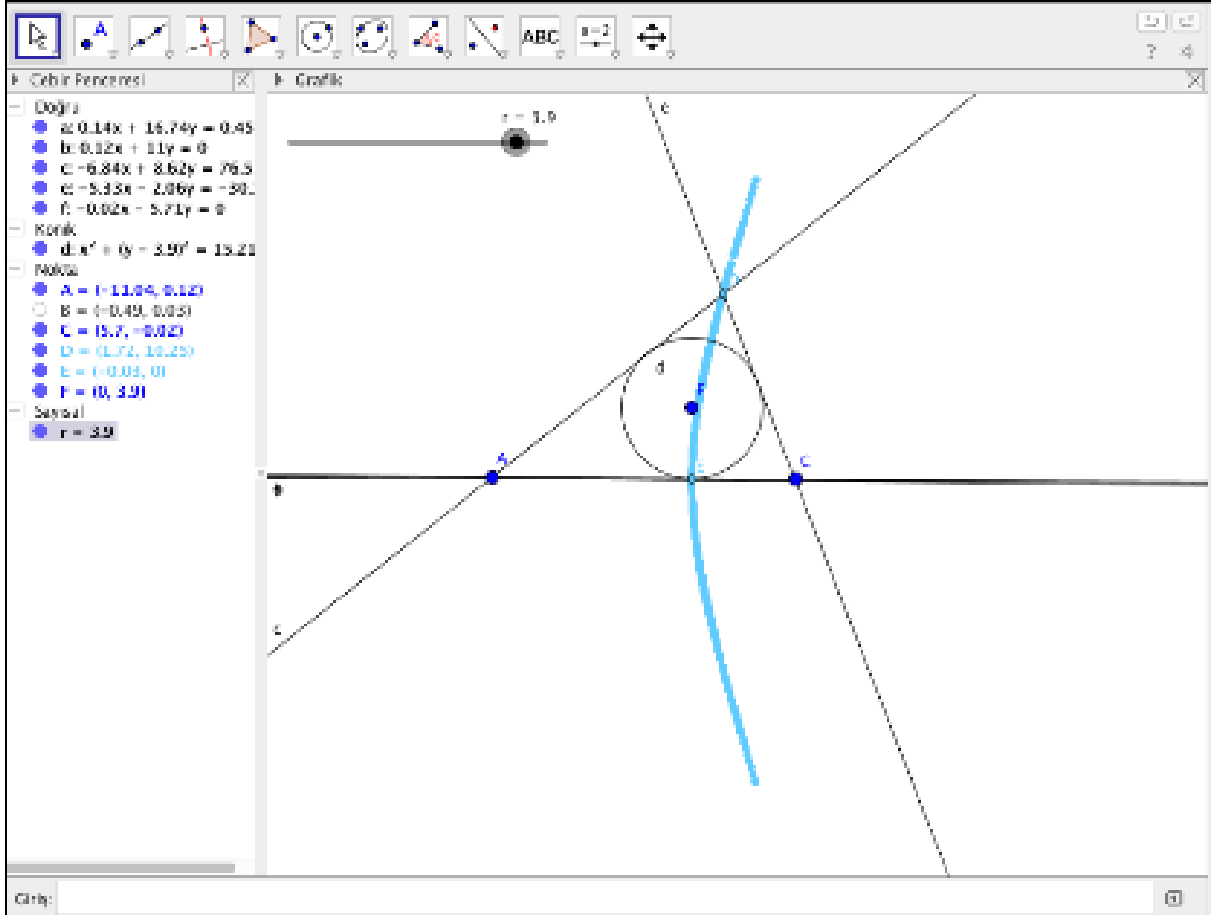 ABC
a=2
?
Cebir Penceresi
Grafik
Doğru
a: 0.14x + 16.74y = 0.45
b: 0.12x + 11y = 0
c: −6.84x + 8.62y = 76.5
e: −5.33x − 2.06y = −30.
f: −0.02x − 5.71y = 0
Konik
d: x² + (y − 3.9)² = 15.21
Nokta
A = (−11.04, 0.12)
B = (−0.49, 0.03)
C = (5.7, −0.02)
D = (1.72, 10.25)
E = (−0.03, 0)
F = (0, 3.9)
Sayısal
r = 3.9
r = 3.9
e
d
F
A
E
C
c
Giriş: